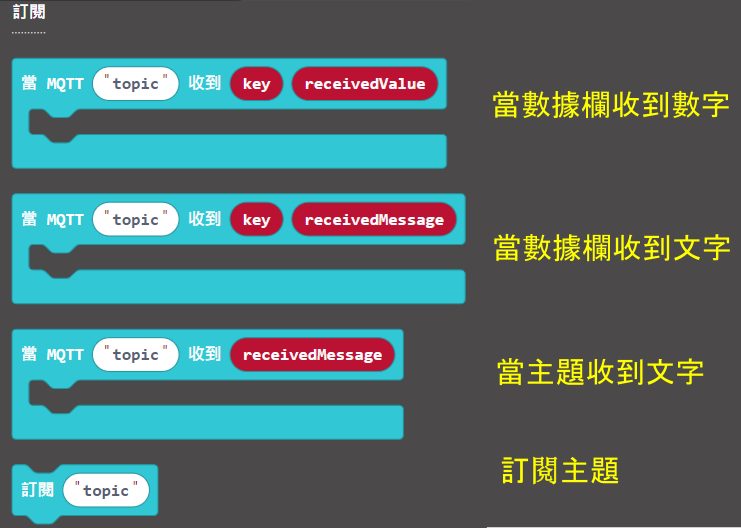 訂閱
當 MQTT "topic" 收到 key receivedValue
當數據欄收到數字
當 MQTT "topic" 收到 key receivedMessage
當數據欄收到文字
當 MQTT "topic" 收到 receivedMessage
當主題收到文字
訂閱 "topic"
訂閱主題